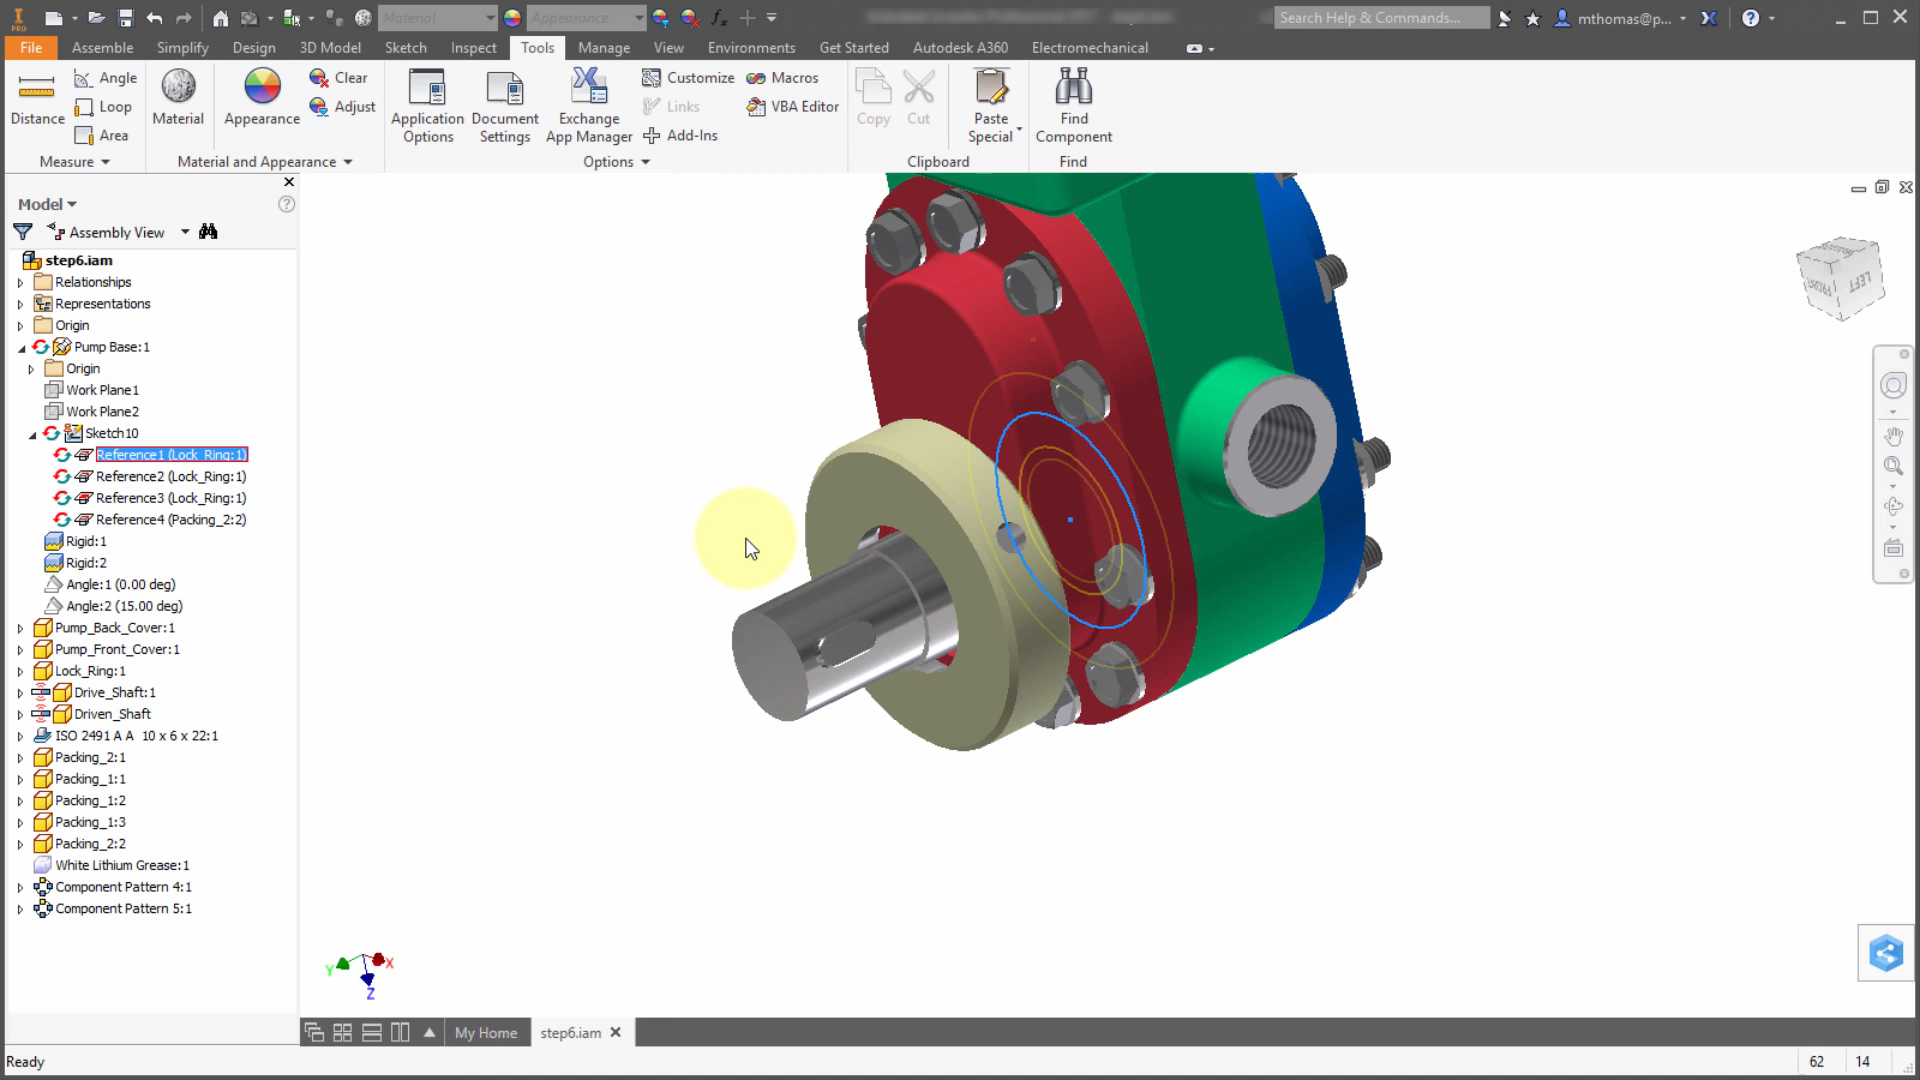 PRO
Material
Appearance
Search Help & Commands...
mthomas@p...
File
Assemble
Simplify
Design
3D Model
Sketch
Inspect
Tools
Manage
View
Environments
Get Started
Autodesk A360
Electromechanical
Distance
Angle
Loop
Area
Measure
Material
Appearance
Clear
Adjust
Material and Appearance
Application
Options
Document
Settings
Exchange
App Manager
Customize
Links
Add-Ins
Macros
VBA Editor
Options
Copy
Cut
Paste
Special
Clipboard
Find
Component
Find
Model
Assembly View
step6.iam
Relationships
Representations
Origin
Pump Base:1
Origin
Work Plane1
Work Plane2
Sketch10
Reference1 (Lock_Ring:1)
Reference2 (Lock_Ring:1)
Reference3 (Lock_Ring:1)
Reference4 (Packing_2:2)
Rigid:1
Rigid:2
Angle:1 (0.00 deg)
Angle:2 (15.00 deg)
Pump_Back_Cover:1
Pump_Front_Cover:1
Lock_Ring:1
Drive_Shaft:1
Driven_Shaft
ISO 2491 A A 10 x 6 x 22:1
Packing_2:1
Packing_1:1
Packing_1:2
Packing_1:3
Packing_2:2
White Lithium Grease:1
Component Pattern 4:1
Component Pattern 5:1
FRONT
LEFT
Y
X
Z
My Home
step6.iam
Ready
62
14